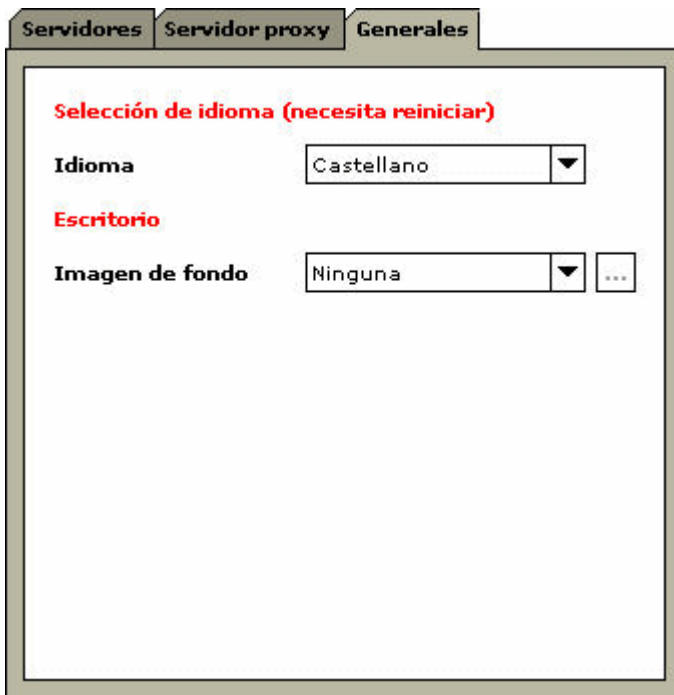 Servidores Servidor proxy Generales
Selección de idioma (necesita reiniciar)
Idioma Castellano
Escritorio
Imagen de fondo Ninguna ...